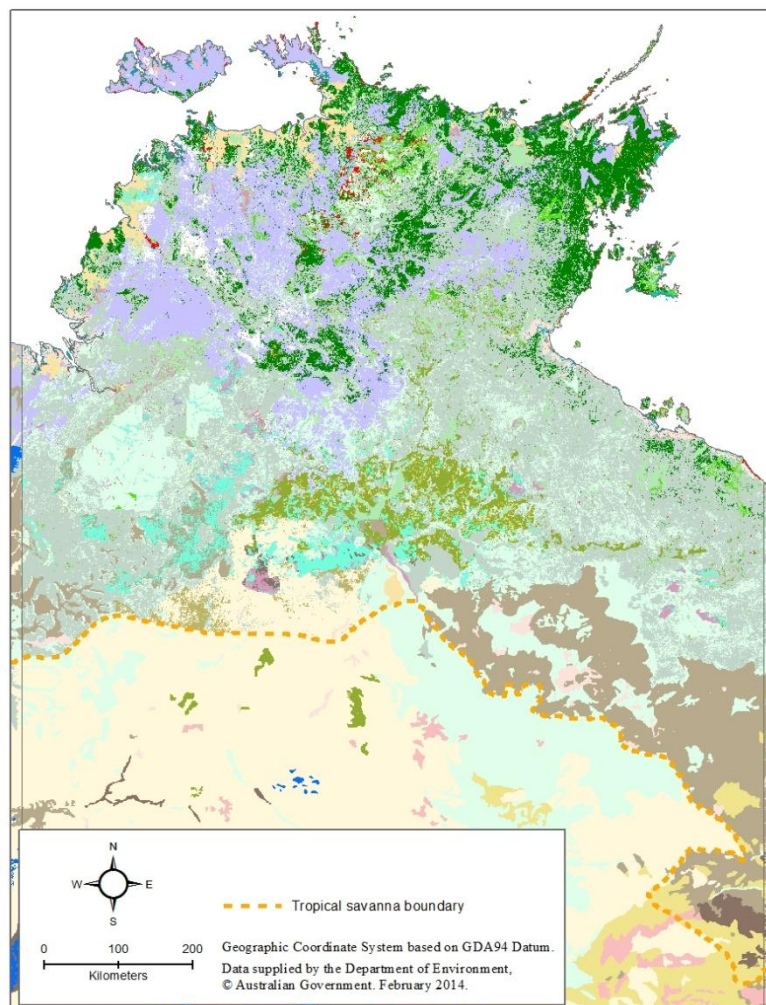 N
W E
S
0 100 200
Kilometers
Tropical savanna boundary
Geographic Coordinate System based on GDA94 Datum.
Data supplied by the Department of Environment,
© Australian Government. February 2014.